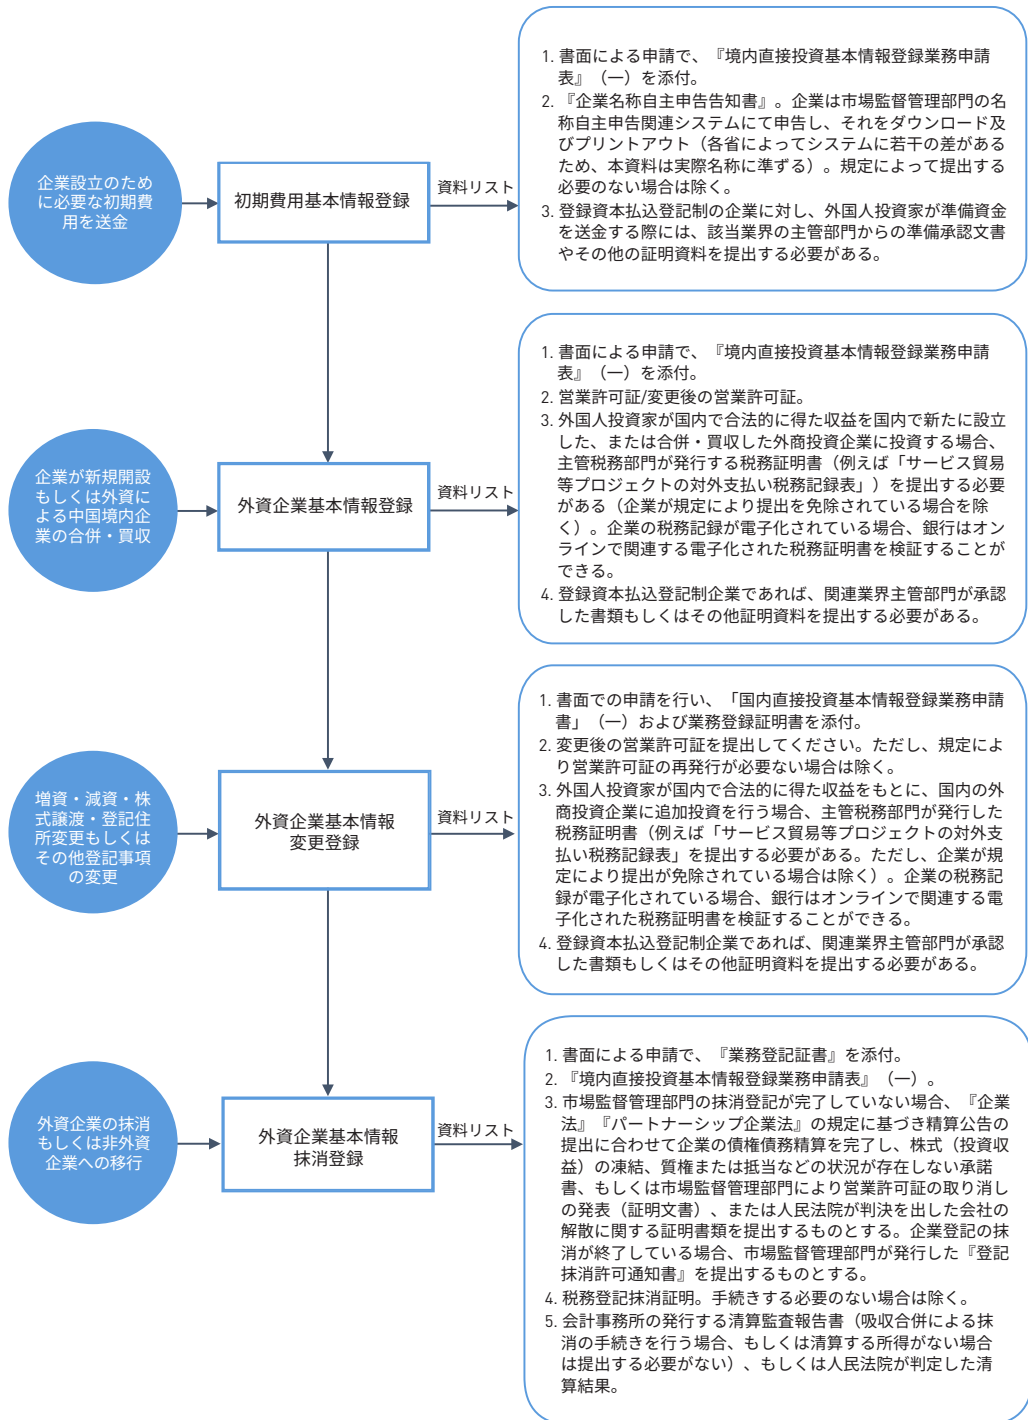 企業設立のため
に必要な初期費
用を送金
初期費用基本情報登録
資料リスト
1. 書面による申請で、『境内直接投資基本情報登録業務申請
表』（一）を添付。
2. 『企業名称自主申告告知書』。企業は市場監督管理部門の名
称自主申告関連システムにて申告し、それをダウンロード及
びプリントアウト（各省によってシステムに若干の差がある
ため、本資料は実際名称に準ずる）。規定によって提出する
必要のない場合は除く。
3. 登録資本払込登記制の企業に対し、外国人投資家が準備資金
を送金する際には、該当業界の主管部門からの準備承認文書
やその他の証明資料を提出する必要がある。
企業が新規開設
もしくは外資に
よる中国境内企
業の合併・買収
外資企業基本情報登録
資料リスト
1. 書面による申請で、『境内直接投資基本情報登録業務申請
表』（一）を添付。
2. 営業許可証/変更後の営業許可証。
3. 外国人投資家が国内で合法的に得た収益を国内で新たに設立
した、または合併・買収した外商投資企業に投資する場合、
主管税務部門が発行する税務証明書（例えば「サービス貿易
等プロジェクトの対外支払い税務記録表」）を提出する必要
がある（企業が規定により提出を免除されている場合を除
く）。企業の税務記録が電子化されている場合、銀行はオン
ラインで関連する電子化された税務証明書を検証することが
できる。
4. 登録資本払込登記制企業であれば、関連業界主管部門が承認
した書類もしくはその他証明資料を提出する必要がある。
増資・減資・株
式譲渡・登記住
所変更もしくは
その他登記事項
の変更
外資企業基本情報
変更登録
資料リスト
1. 書面での申請を行い、「国内直接投資基本情報登録業務申請
書」（一）および業務登録証明書を添付。
2. 変更後の営業許可証を提出してください。ただし、規定によ
り営業許可証の再発行が必要ない場合は除く。
3. 外国人投資家が国内で合法的に得た収益をもとに、国内の外
商投資企業に追加投資を行う場合、主管税務部門が発行した
税務証明書（例えば「サービス貿易等プロジェクトの対外支
払い税務記録表」を提出する必要がある。ただし、企業が規
定により提出が免除されている場合は除く）。企業の税務記
録が電子化されている場合、銀行はオンラインで関連する電
子化された税務証明書を検証することができる。
4. 登録資本払込登記制企業であれば、関連業界主管部門が承認
した書類もしくはその他証明資料を提出する必要がある。
外資企業の抹消
もしくは非外資
企業への移行
外資企業基本情報
抹消登録
資料リスト
1. 書面による申請で、『業務登記証書』を添付。
2. 『境内直接投資基本情報登録業務申請表』（一）。
3. 市場監督管理部門の抹消登記が完了していない場合、『企業
法』『パートナーシップ企業法』の規定に基づき精算公告の
提出に合わせて企業の債権債務精算を完了し、株式（投資収
益）の凍結、質権または抵当などの状況が存在しない承諾
書、もしくは市場監督管理部門により営業許可証の取り消し
の発表（証明文書）、または人民法院が判決を出した会社の
解散に関する証明書類を提出するものとする。企業登記の抹
消が終了している場合、市場監督管理部門が発行した『登記
抹消許可通知書』を提出するものとする。
4. 税務登記抹消証明。手続きする必要のない場合は除く。
5. 会計事務所の発行する清算監査報告書（吸収合併による抹
消の手続きを行う場合、もしくは清算する所得がない場合
は提出する必要がない）、もしくは人民法院が判定した清
算結果。